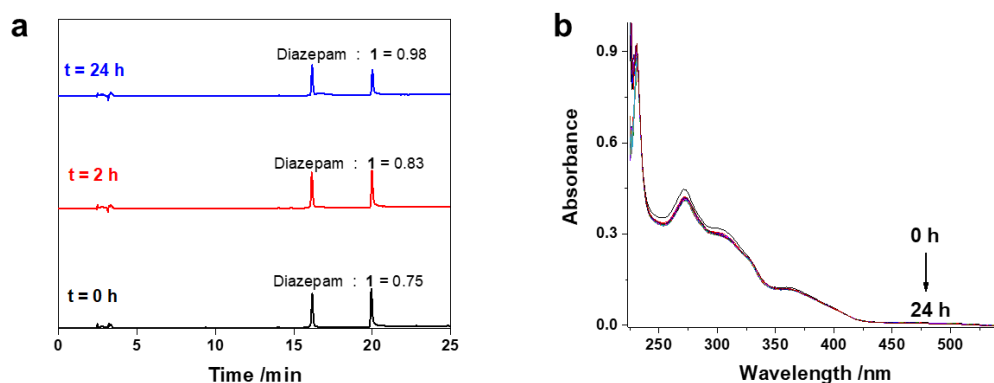 a
Diazepam : 1 = 0.98
t = 24 h
Diazepam : 1 = 0.83
t = 2 h
Diazepam : 1 = 0.75
t = 0 h
0 5 10 15 20 25
Time /min
b
Absorbance
0.9
0.6
0.3
0.0
0 h
24 h
250 300 350 400 450 500
Wavelength /nm